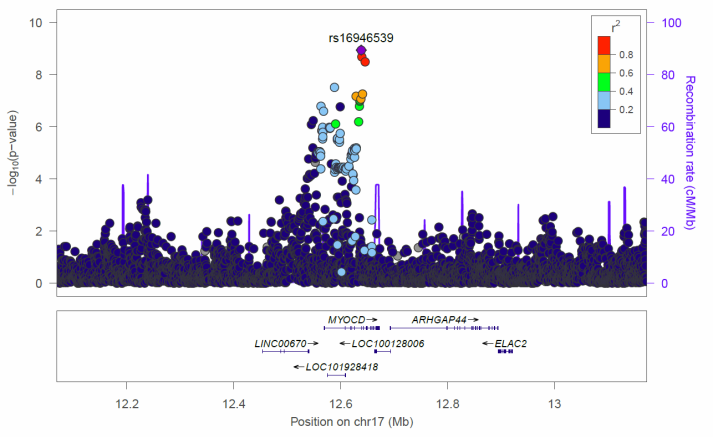 rs16946539
r2
0.8
0.6
0.4
0.2
10
8
6
4
2
0
−log10(p−value)
100
80
60
40
20
0
Recombination rate (cM/Mb)
MYOCD→
ARHGAP44→
LINC00670→
←LOC100128006
←ELAC2
←LOC101928418
12.2
12.4
12.6
12.8
13
Position on chr17 (Mb)